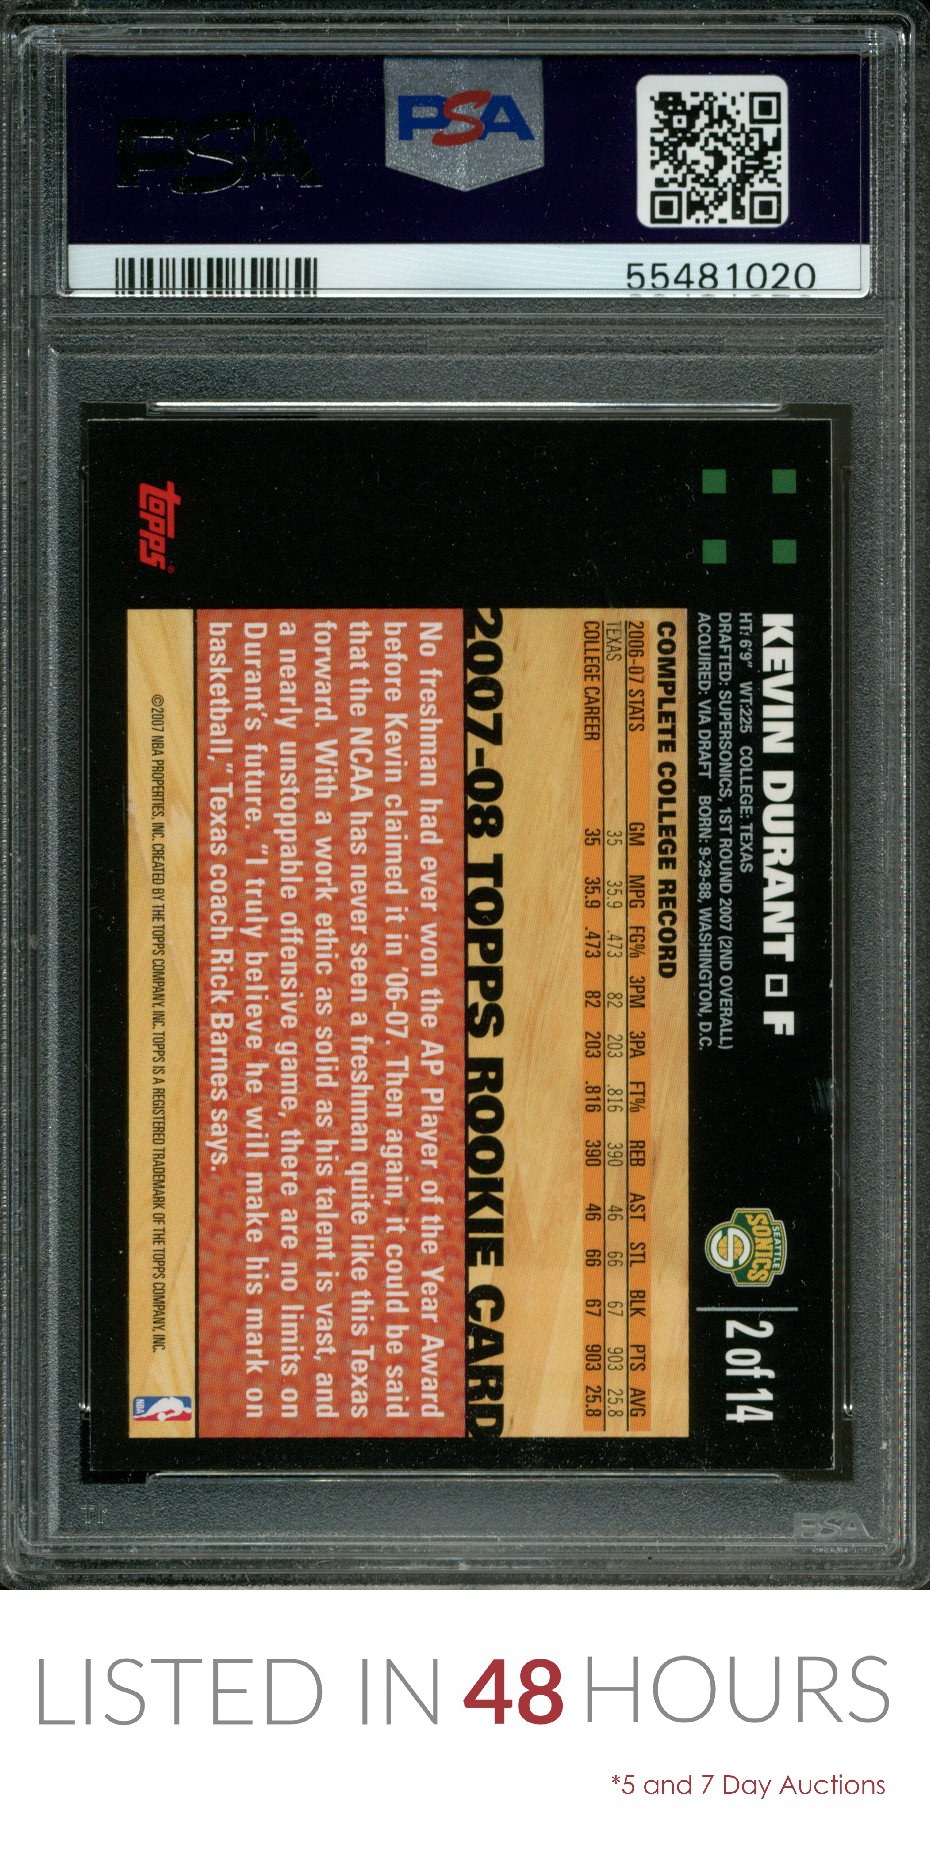 PSA
PSA
55481020
KEVIN DURANT □ F
HT: 6'9" WT:225 COLLEGE: TEXAS
DRAFTED: SUPERSONICS, 1ST ROUND 2007 (2ND OVERALL)
ACQUIRED: VIA DRAFT BORN: 9-29-88, WASHINGTON, D.C.
SEATTLE
SONICS
2 of 14
COMPLETE COLLEGE RECORD
2006-07 STATS GM MPG FG% 3PM 3PA FT% REB AST STL BLK PTS AVG
TEXAS 35 35.9 .473 82 203 .816 390 46 66 67 903 25.8
COLLEGE CAREER 35 35.9 .473 82 203 .816 390 46 66 67 903 25.8
2007-08 TOPPS ROOKIE CARD
No freshman had ever won the AP Player of the Year Award
before Kevin claimed it in '06-07. Then again, it could be said
that the NCAA has never seen a freshman quite like this Texas
forward. With a work ethic as solid as his talent is vast, and
a nearly unstoppable offensive game, there are no limits on
Durant's future. "I truly believe he will make his mark on
basketball," Texas coach Rick Barnes says.
topps®
©2007 NBA PROPERTIES, INC. CREATED BY THE TOPPS COMPANY, INC. TOPPS IS A REGISTERED TRADEMARK OF THE TOPPS COMPANY, INC.
NBA
PSA
LISTED IN 48 HOURS
*5 and 7 Day Auctions